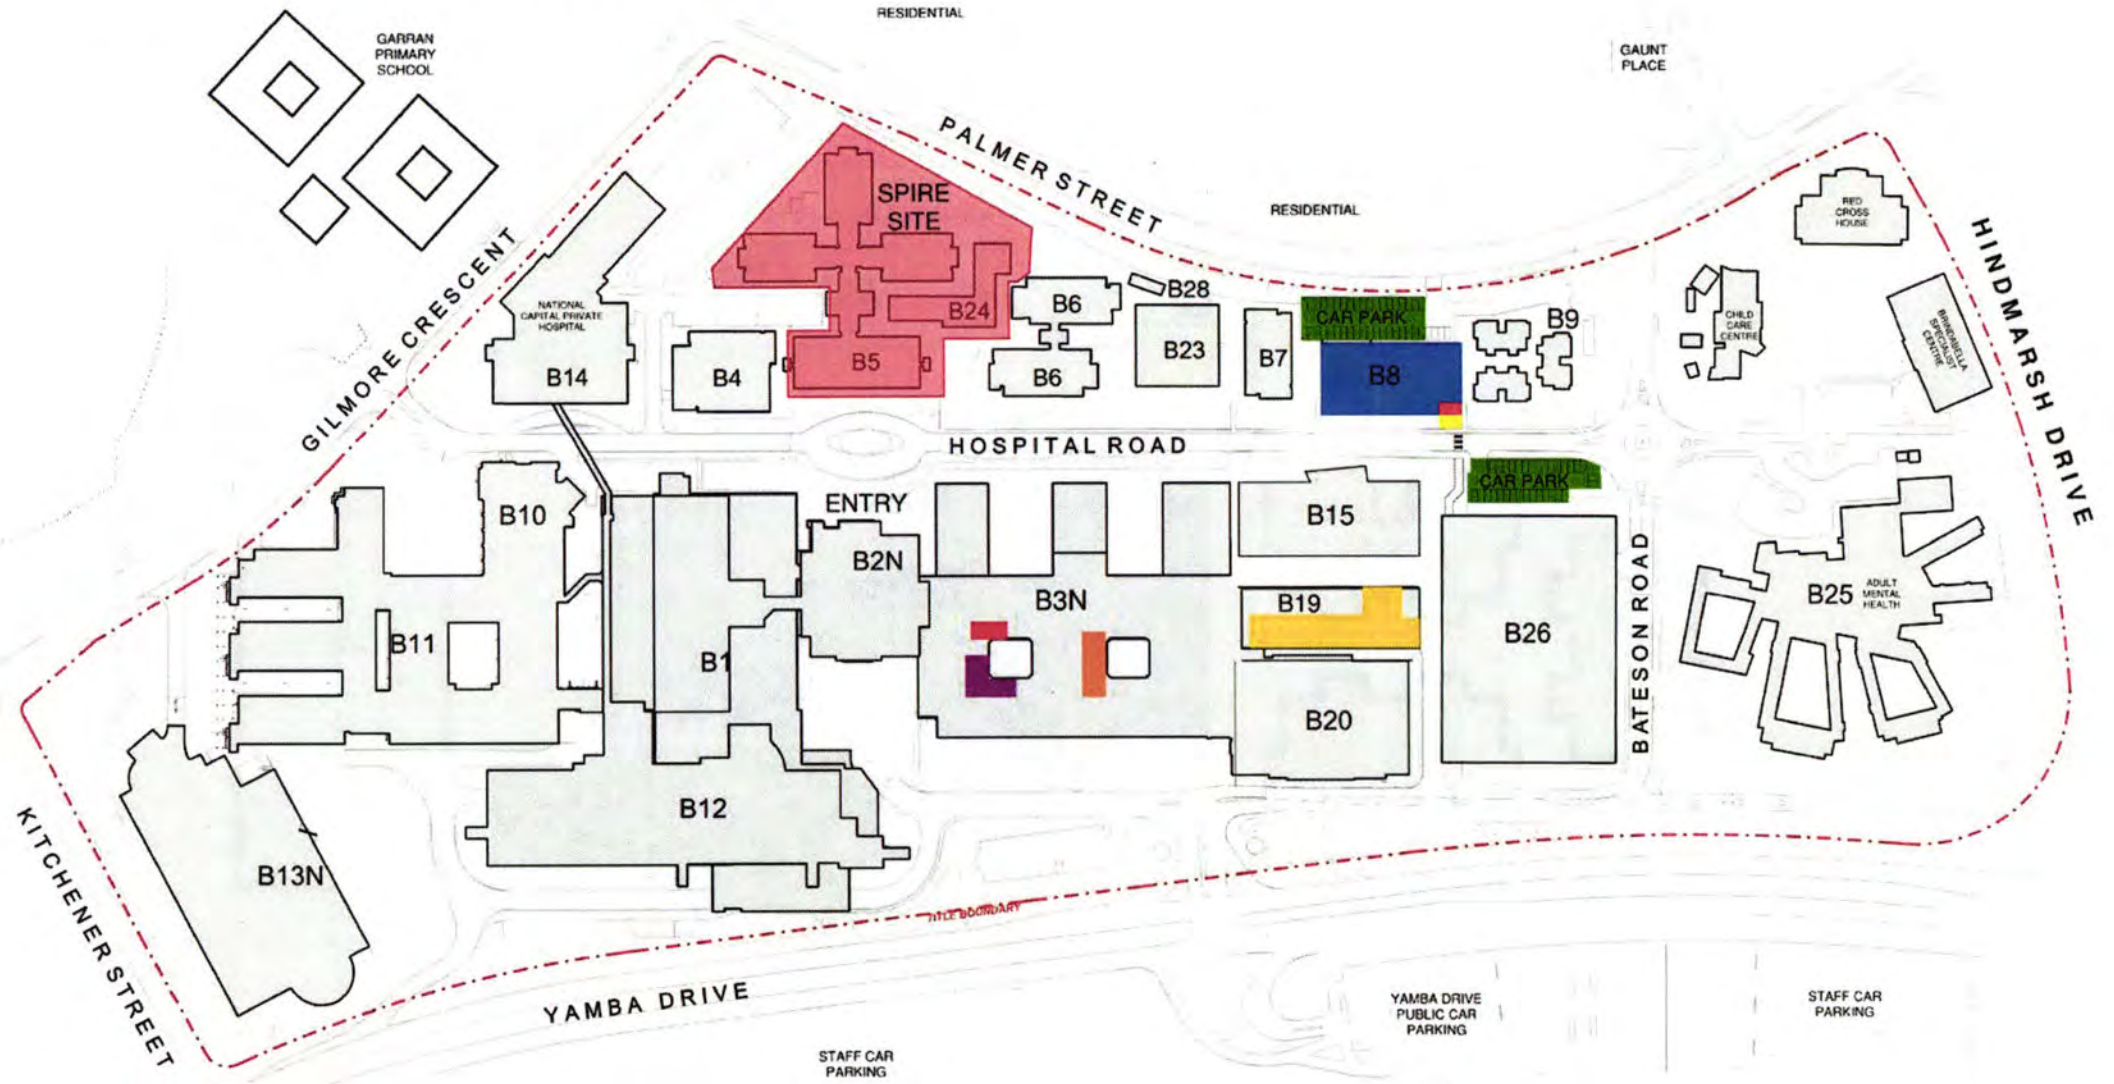 RESIDENTIAL
GARRAN
PRIMARY
SCHOOL
GAUNT
PLACE
PALMER STREET
SPIRE
SITE
RESIDENTIAL
RED
CROSS
HOUSE
HINDMARSH DRIVE
GILMORE CRESCENT
NATIONAL
CAPITAL PRIVATE
HOSPITAL
B14
B4
B5
B24
B6
B6
B28
B23
B7
CAR PARK
B8
B9
CHILD
CARE
CENTRE
BRINDABELLA
SPECIALIST
CENTRE
HOSPITAL ROAD
CAR PARK
B10
ENTRY
B2N
B15
B11
B1
B3N
B19
B26
BATESON ROAD
B25
ADULT
MENTAL
HEALTH
B20
B12
B13N
KITCHENER STREET
TITLE BOUNDARY
YAMBA DRIVE
STAFF CAR
PARKING
YAMBA DRIVE
PUBLIC CAR
PARKING
STAFF CAR
PARKING